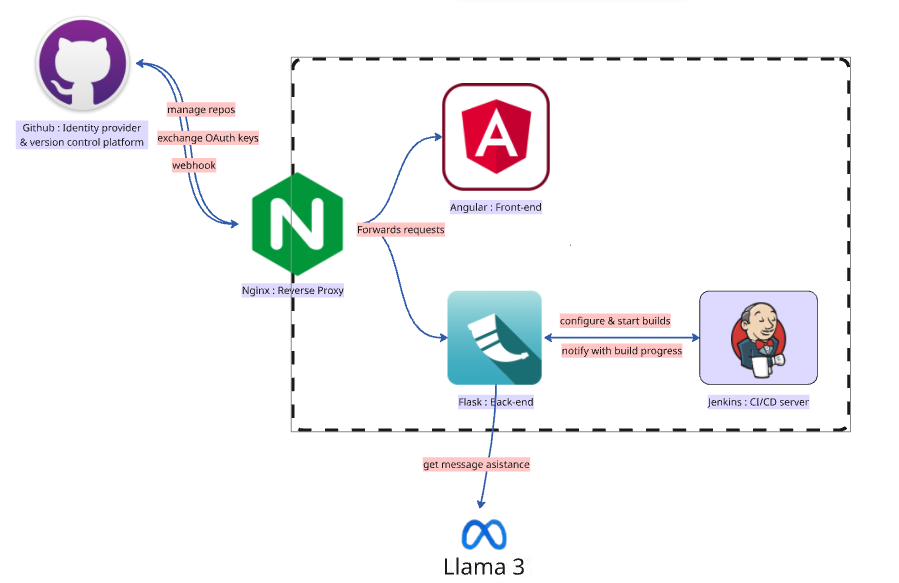 manage repos
Github : Identity provider
& version control platform
exchange OAuth keys
webhook
Angular : Front-end
Forwards requests
Nginx : Reverse Proxy
configure & start builds
notify with build progress
Flask : Back-end
Jenkins : CI/CD server
get message asistance
Llama 3